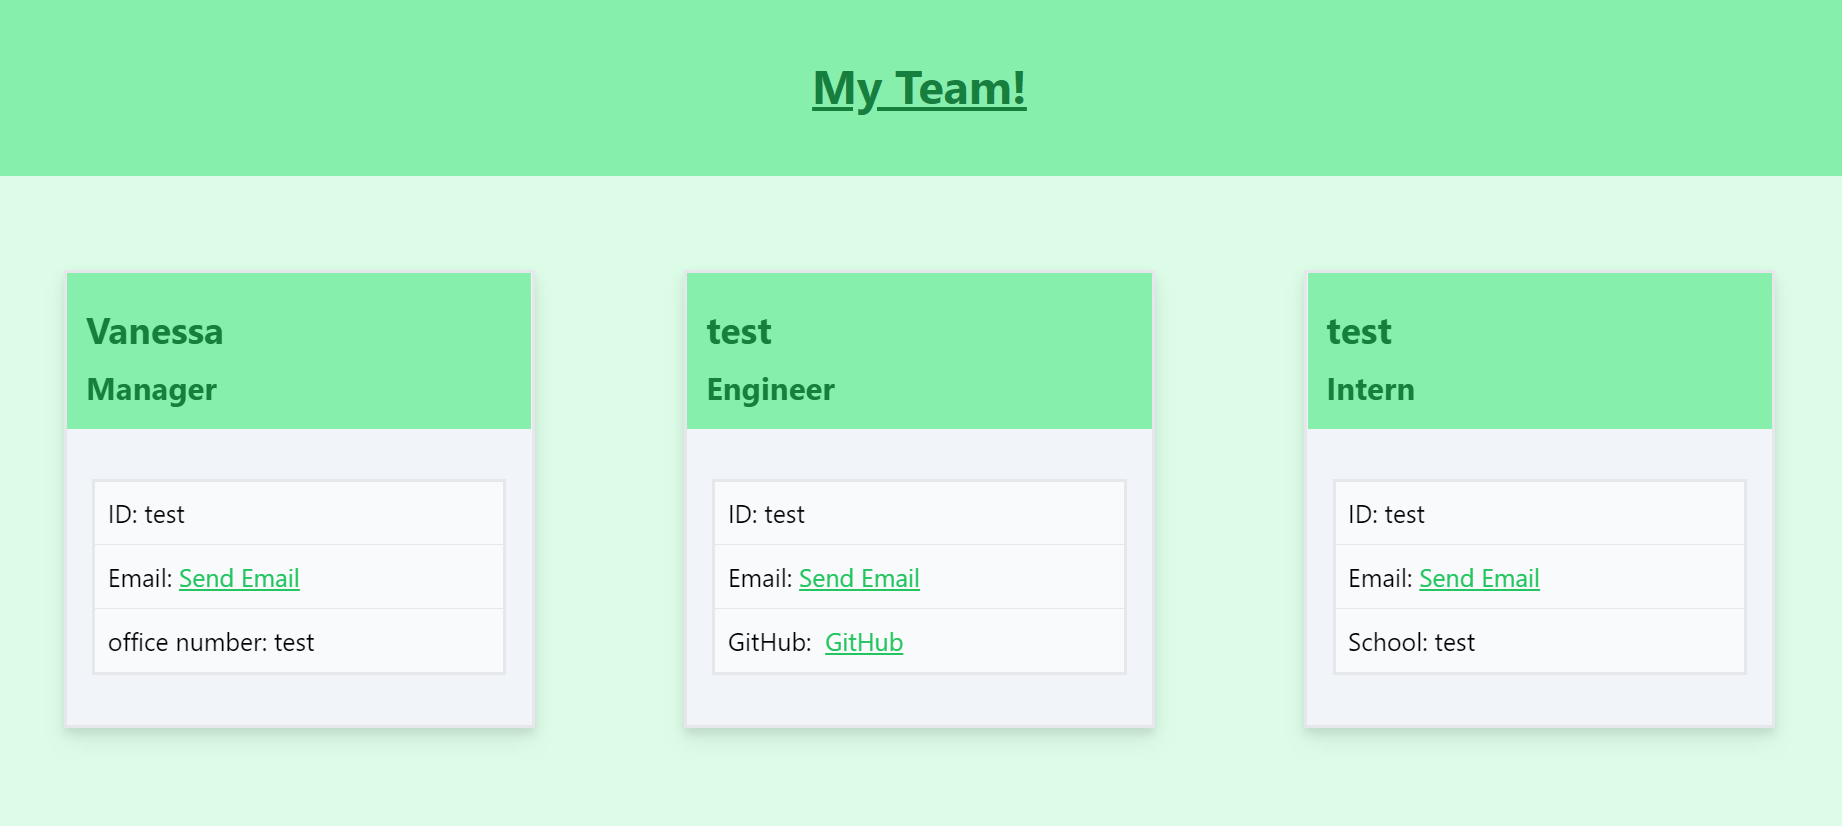 My Team!
Vanessa
Manager
ID: test
Email: Send Email
office number: test
test
Engineer
ID: test
Email: Send Email
GitHub: GitHub
test
Intern
ID: test
Email: Send Email
School: test